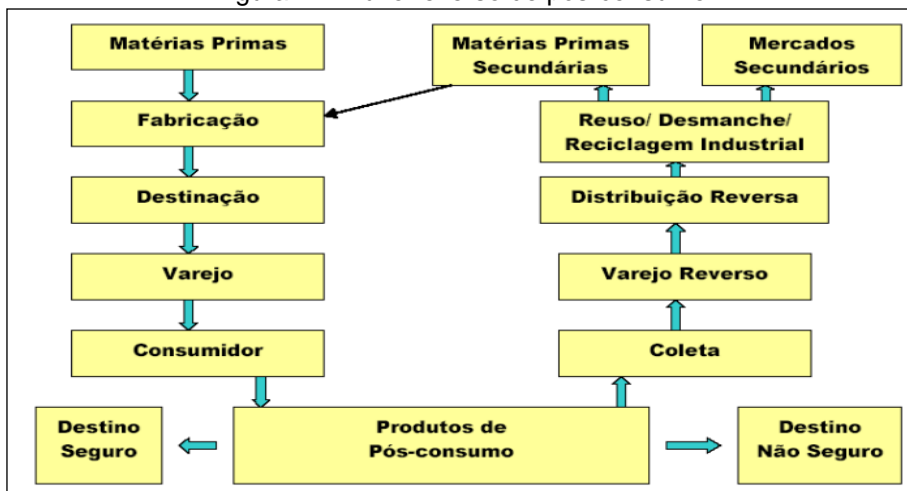 Matérias Primas
Matérias Primas
Secundárias
Mercados
Secundários
Fabricação
Reuso/ Desmanche/
Reciclagem Industrial
Destinação
Distribuição Reversa
Varejo
Varejo Reverso
Consumidor
Coleta
Destino
Seguro
Produtos de
Pós-consumo
Destino
Não Seguro